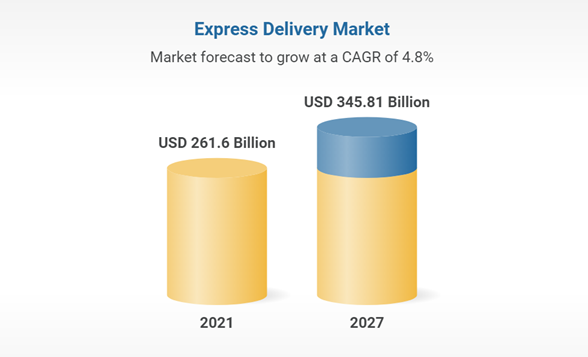 Express Delivery Market
Market forecast to grow at a CAGR of 4.8%
USD 345.81 Billion
USD 261.6 Billion
2021
2027